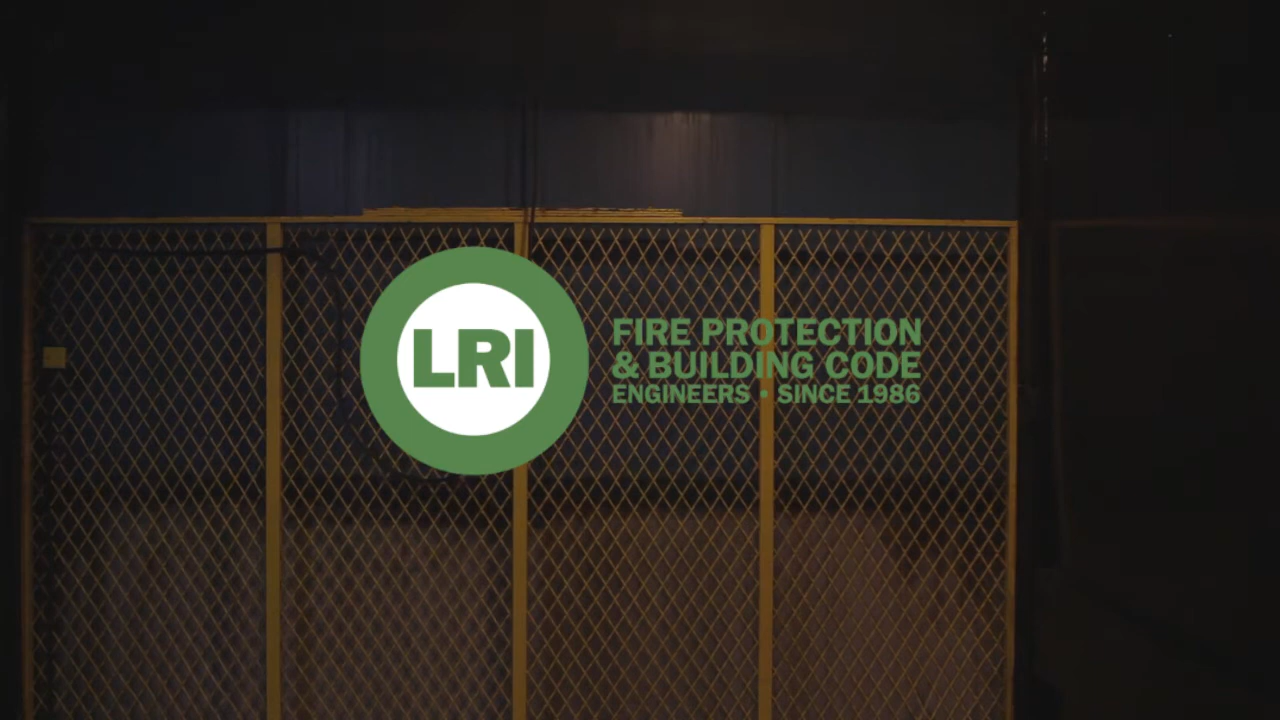 LRI
FIRE PROTECTION
& BUILDING CODE
ENGINEERS • SINCE 1986